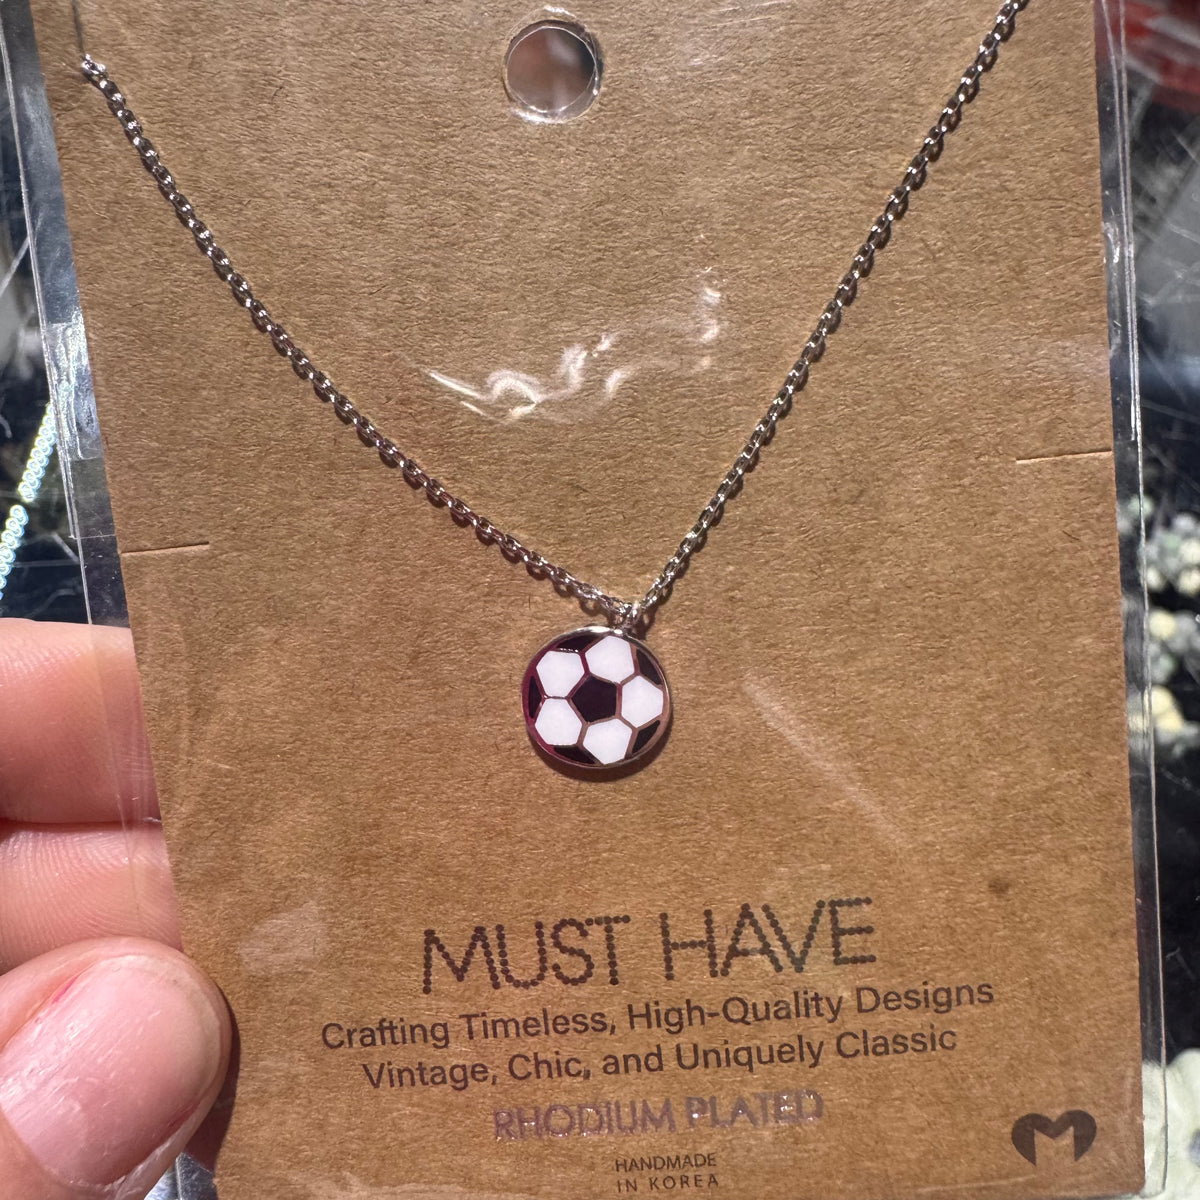 MUST HAVE
Crafting Timeless, High-Quality Designs
Vintage, Chic, and Uniquely Classic
RHODIUM PLATED
HANDMADE
IN KOREA
M